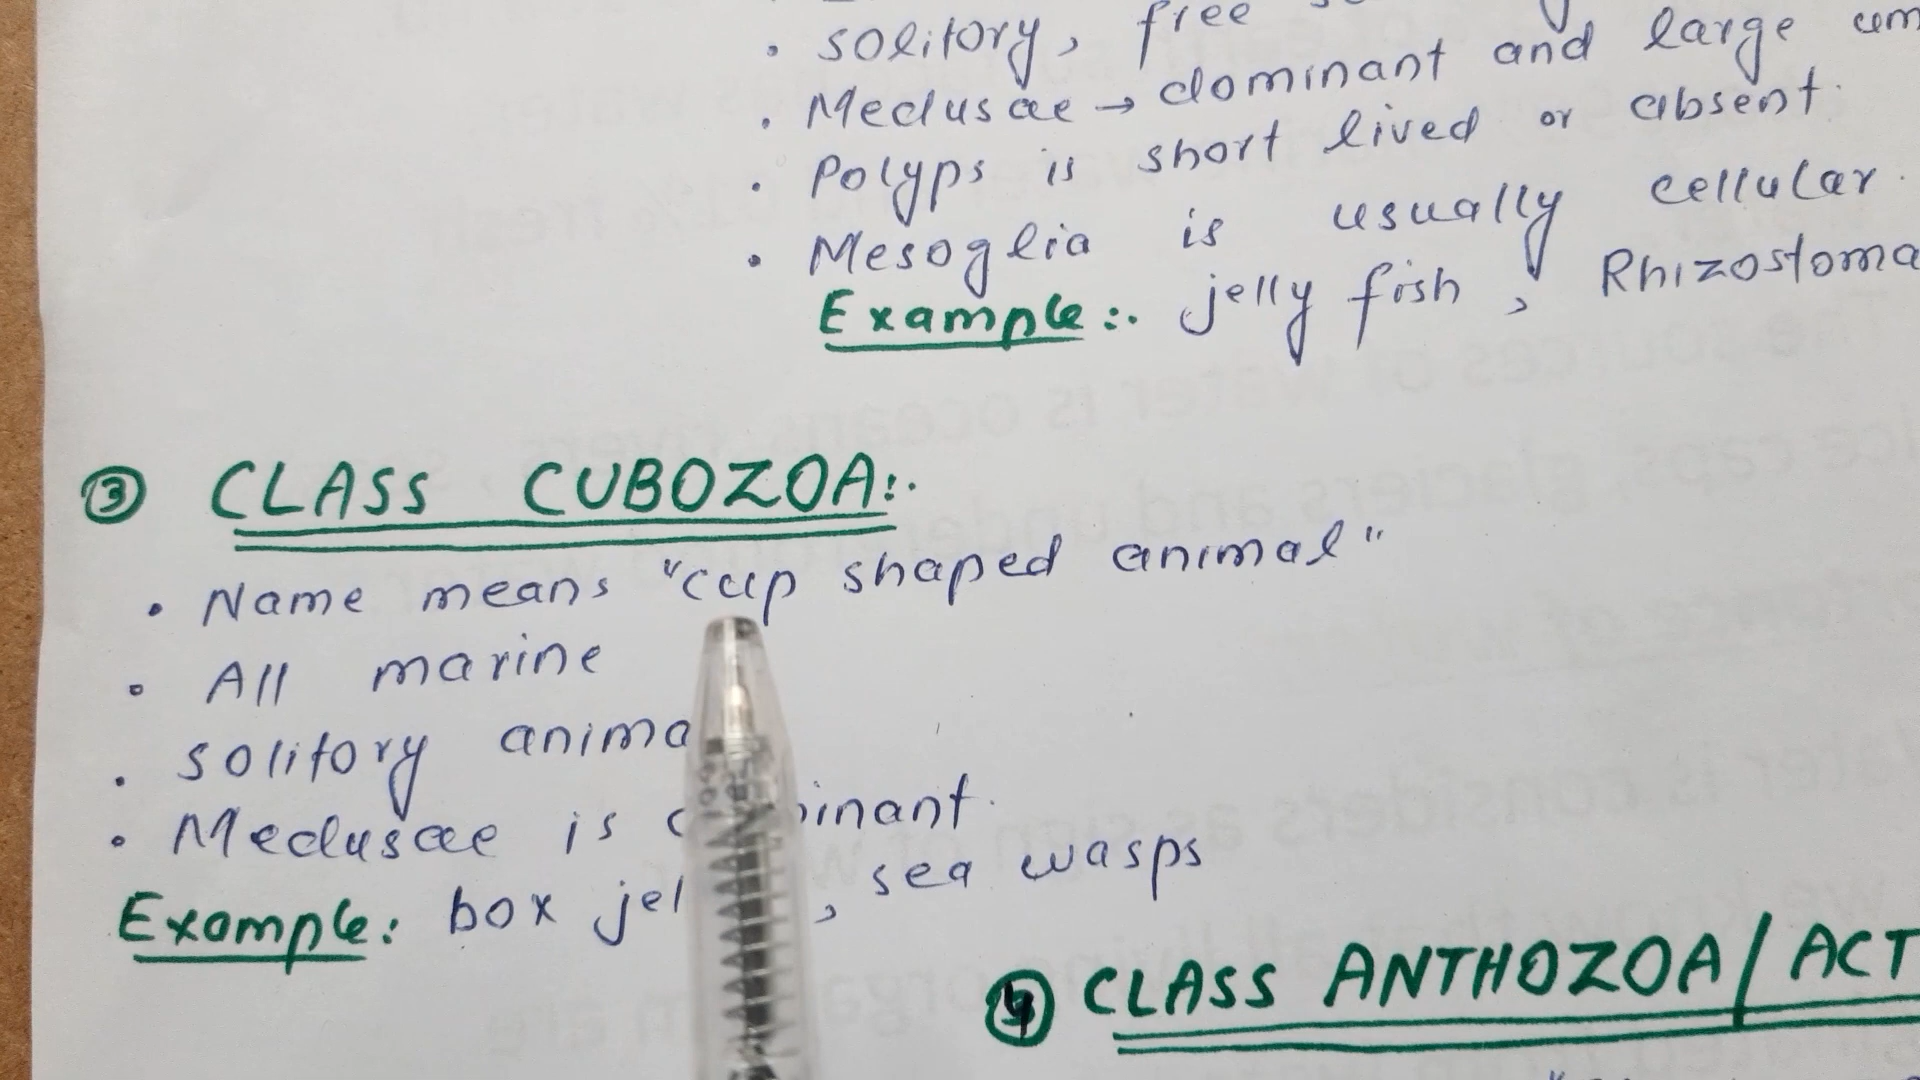 • solitory, free
• Medusae → dominant and large
• Polyps is short lived or absent.
• Mesoglia is usually cellular.
Example:. jelly fish, Rhizostoma
③ CLASS CUBOZOA:.
• Name means "cup shaped animal"
• All marine
• solitory anima
• Medusae is inant.
Example: box jel , sea wasps
④ CLASS ANTHOZOA/ ACT